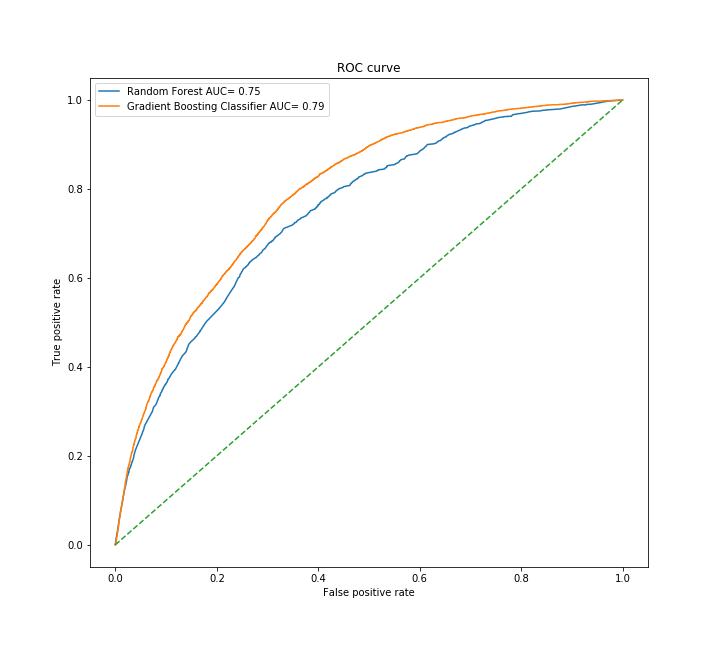 ROC curve
Random Forest AUC= 0.75
Gradient Boosting Classifier AUC= 0.79
1.0
0.8
0.6
0.4
0.2
0.0
True positive rate
0.0 0.2 0.4 0.6 0.8 1.0
False positive rate